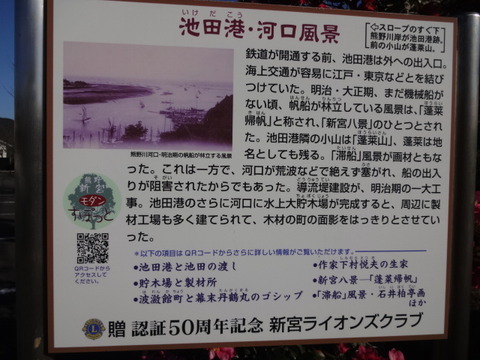 いけだこう
池田港・河口風景
[⇦スロープのすぐ下
熊野川岸が池田港跡。
前の小山が蓬莱山。]
鉄道が開通する前、池田港は外への出入口。
海上交通が容易に江戸・東京などとを結び
つけていた。明治・大正期、まだ機械船が
ない頃、帆船が林立している風景は、「蓬莱
帰帆」と称され、「新宮八景」のひとつとされ
た。池田港隣の小山は「蓬莱山」、蓬莱は地
名としても残る。「滞船」風景が画材ともな
熊野川河口・明治期の帆船が林立する風景
った。これは一方で、河口が荒波などで絶えず塞がれ、船の出入
りが阻害されたからでもあった。導流堤建設が、明治期の一大工
事。池田港のさらに河口に水上大貯木場が完成すると、周辺に製
材工場も多く建てられて、木材の町の面影をはっきりとさせてい
った。
熊野
新宮
モダン
すぽっと
QRコードから
アクセスして
ください。
*以下の項目はQRコードからさらに詳しい情報がご覧いただけます。
●池田港と池田の渡し
●貯木場と製材所
●波激館町と幕末丹鶴丸のゴシップ
●作家下村悦夫の生家
●新宮八景―「蓬莱帰帆」
●「滞船」風景・石井柏亭画
ほか
贈 認証50周年記念 新宮ライオンズクラブ